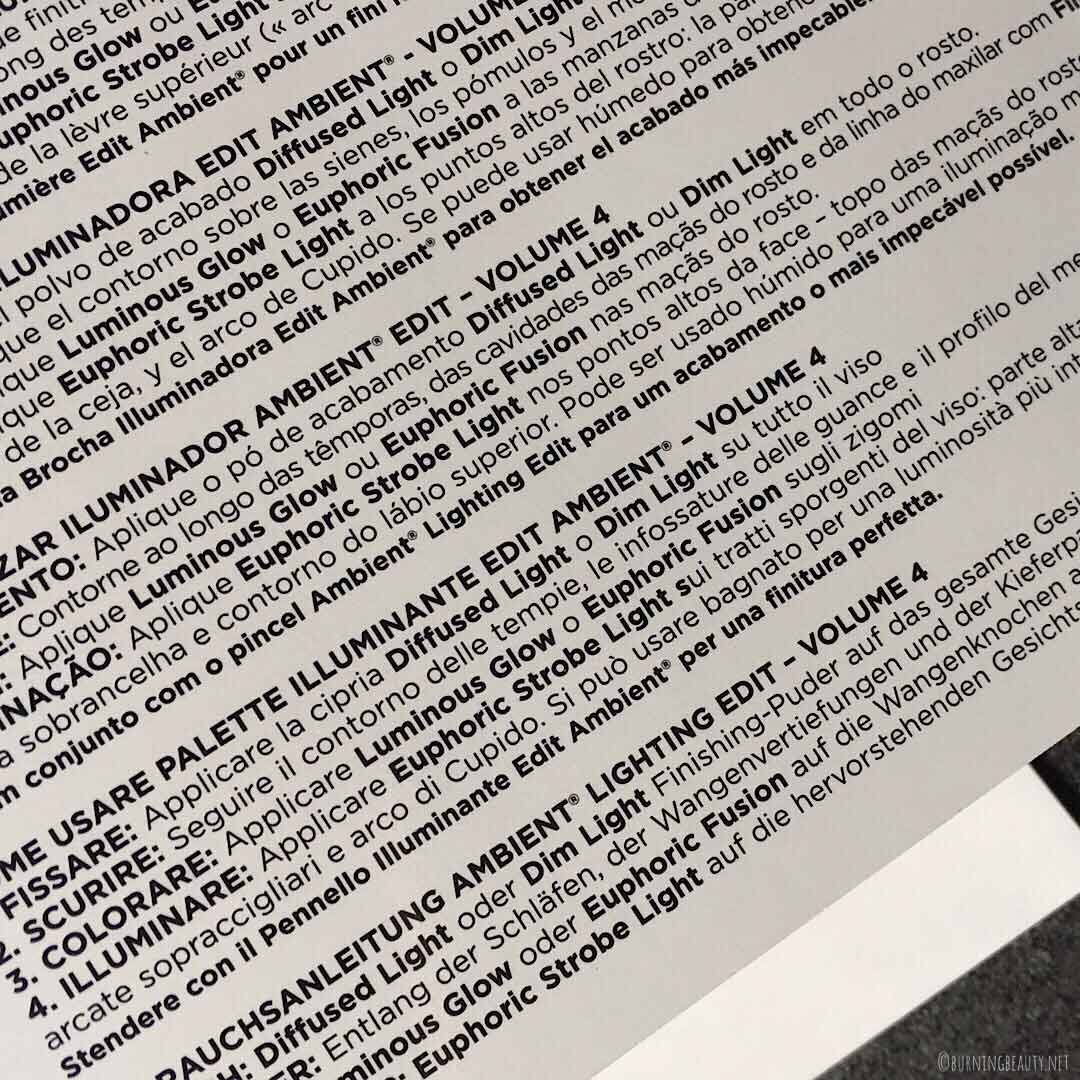 ong des
Luminous Glow ou
Euphoric Strobe Light
de la lèvre supérieur (« arc
Lumière Edit Ambient® pour un fini
LUMINADORA EDIT AMBIENT® - VOLUME
el polvo de acabado Diffused Light o Dim Light
que el contorno sobre las sienes, los pómulos y el
ique Luminous Glow o Euphoric Fusion a las manzanas
ique Euphoric Strobe Light a los puntos altos del rostro: la
de la ceja, y el arco de Cupido. Se puede usar húmedo para
a Brocha Illuminadora Edit Ambient® para obtener el acabado más impecable.
ZAR ILUMINADOR AMBIENT® EDIT - VOLUME 4
ENTO: Aplique o pó de acabamento Diffused Light ou Dim Light em todo o rosto.
Contorne ao longo das têmporas, das cavidades das maçãs do rosto e da linha do maxilar com
Aplique Luminous Glow ou Euphoric Fusion nas maçãs do rosto.
INAÇÃO: Aplique Euphoric Strobe Light nos pontos altos da face - topo das maçãs do
a sobrancelha e contorno do lábio superior. Pode ser usado húmido para uma iluminação
m conjunto com o pincel Ambient® Lighting Edit para um acabamento o mais impecável possível.
ME USARE PALETTE ILLUMINANTE EDIT AMBIENT® - VOLUME 4
FISSARE: Applicare la cipria Diffused Light o Dim Light su tutto il viso
2. SCURIRE: Seguire il contorno delle tempie, le infossature delle guance e il profilo del
3. COLORARE: Applicare Luminous Glow o Euphoric Fusion sugli zigomi
4. ILLUMINARE: Applicare Euphoric Strobe Light sui tratti sporgenti del viso: parte
arcate sopraccigliari e arco di Cupido. Si può usare bagnato per una luminosità più
Stendere con il Pennello Illuminante Edit Ambient® per una finitura perfetta.
RAUCHSANLEITUNG AMBIENT® LIGHTING EDIT - VOLUME 4
H: Diffused Light oder Dim Light Finishing-Puder auf das gesamte
ER: Entlang der Schläfen, der Wangenvertiefungen und der
minous Glow oder Euphoric Fusion auf die Wangenknochen
Euphoric Strobe Light auf die hervorstehenden
©BURNINGBEAUTY.NET